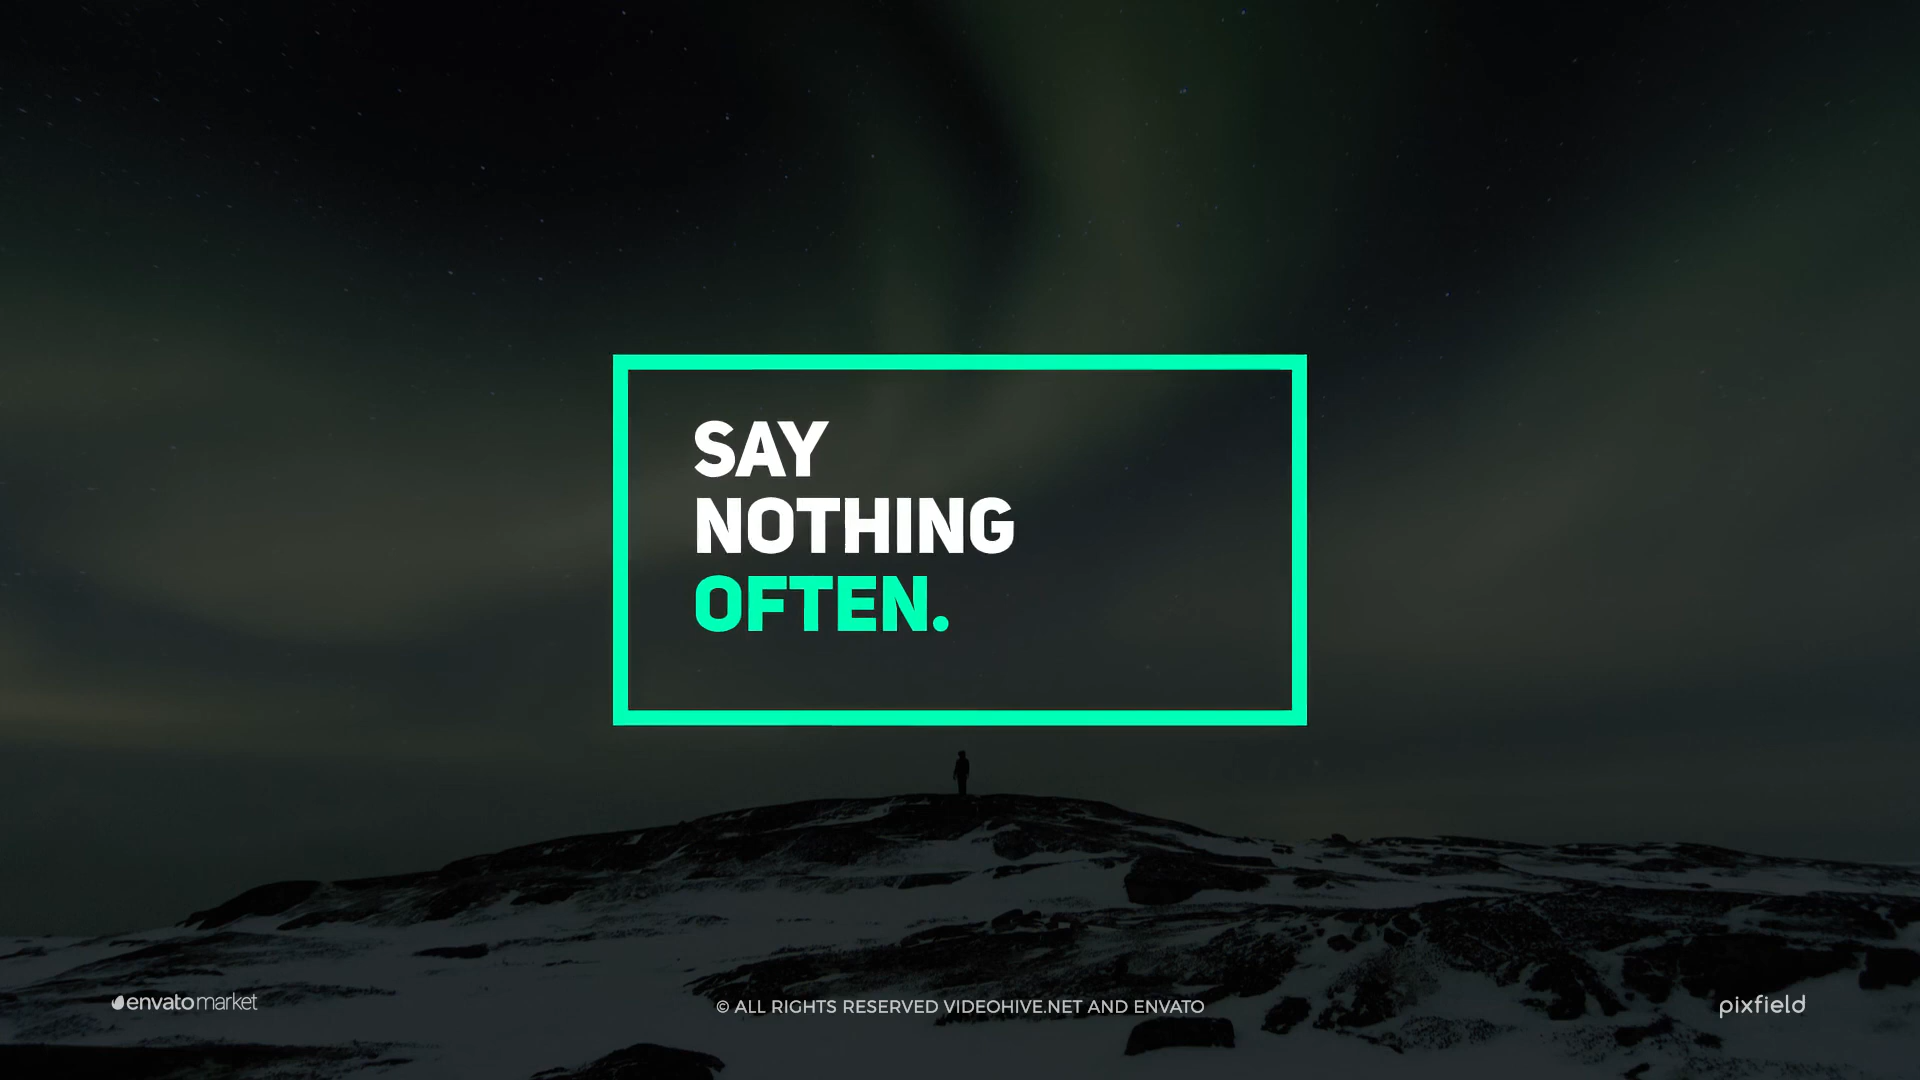 SAY
NOTHING
OFTEN.
envatomarket
© ALL RIGHTS RESERVED VIDEOHIVE.NET AND ENVATO
pixfield